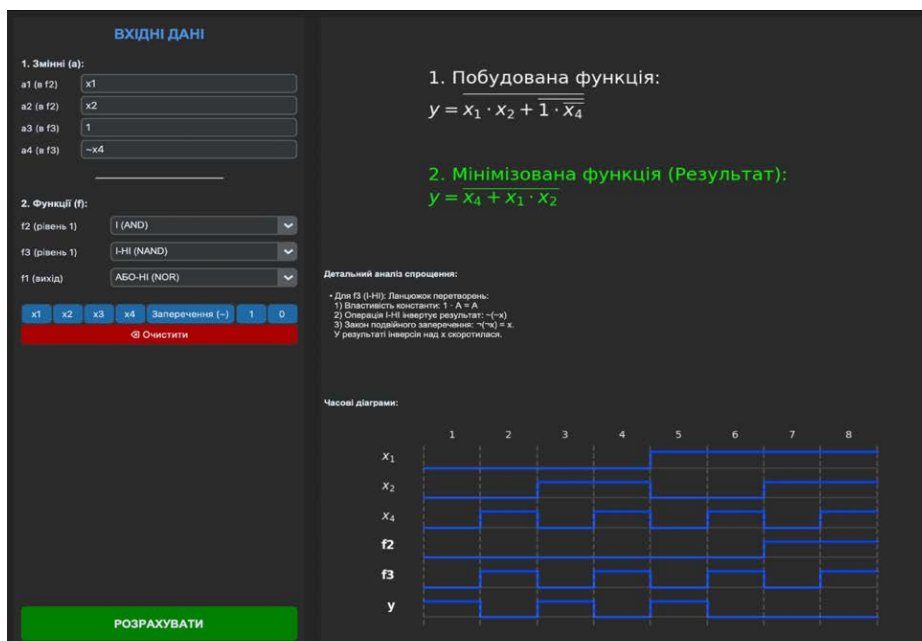 ВХІДНІ ДАНІ
1. Змінні (a):
a1 (в f2) x1
a2 (в f2) x2
a3 (в f3) 1
a4 (в f3) ~x4
2. Функції (f):
f2 (рівень 1) І (AND)
f3 (рівень 1) І-НІ (NAND)
f1 (вихід) АБО-НІ (NOR)
x1 x2 x3 x4 Заперечення (~) 1 0
⌫ Очистити
РОЗРАХУВАТИ
1. Побудована функція:
y = \overline{x₁ · x₂ + \overline{1 · \overline{x₄}}}
2. Мінімізована функція (Результат):
y = \overline{x₄ + x₁ · x₂}
Детальний аналіз спрощення:
• Для f3 (І-НІ): Ланцюжок перетворень:
1) Властивість константи: 1 · A = A
2) Операція І-НІ інвертує результат: ~(~x)
3) Закон подвійного заперечення: ¬(¬x) = x.
У результаті інверсія над x скоротилася.
Часові діаграми:
1 2 3 4 5 6 7 8
x₁
x₂
x₄
f2
f3
y